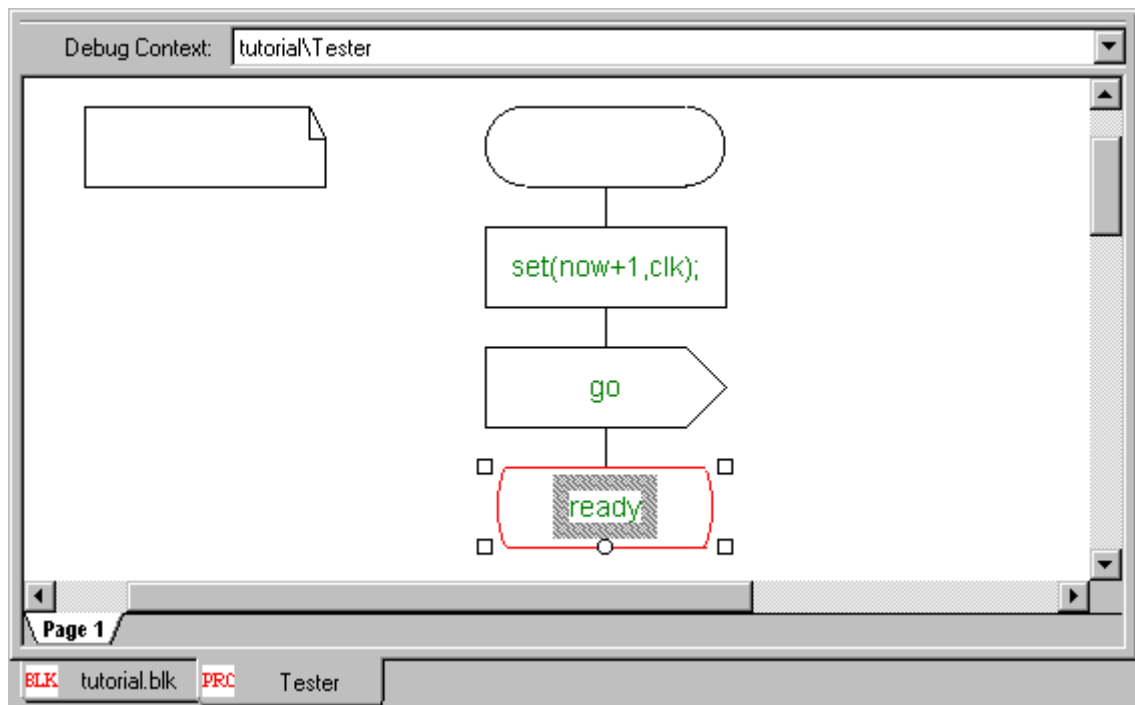 Debug Context: tutorial\Tester
set(now+1,clk);
go
ready
Page 1
BLK tutorial.blk PRC Tester